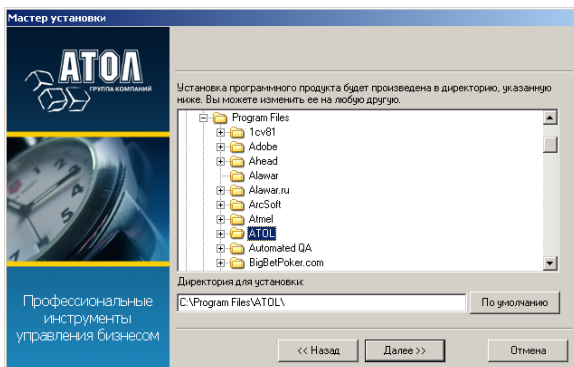 Мастер установки
АТОЛ
ГРУППА КОМПАНИЙ
Установка программного продукта будет произведена в директорию, указанную
ниже. Вы можете изменить ее на любую другую.
Program Files
1cv81
Adobe
Ahead
Alawar
Alawar.ru
ArcSoft
Atmel
ATOL
Automated QA
BigBetPoker.com
Директория для установки:
C:\Program Files\ATOL\
По умолчанию
Профессиональные
инструменты
управления бизнесом
<< Назад
Далее >>
Отмена